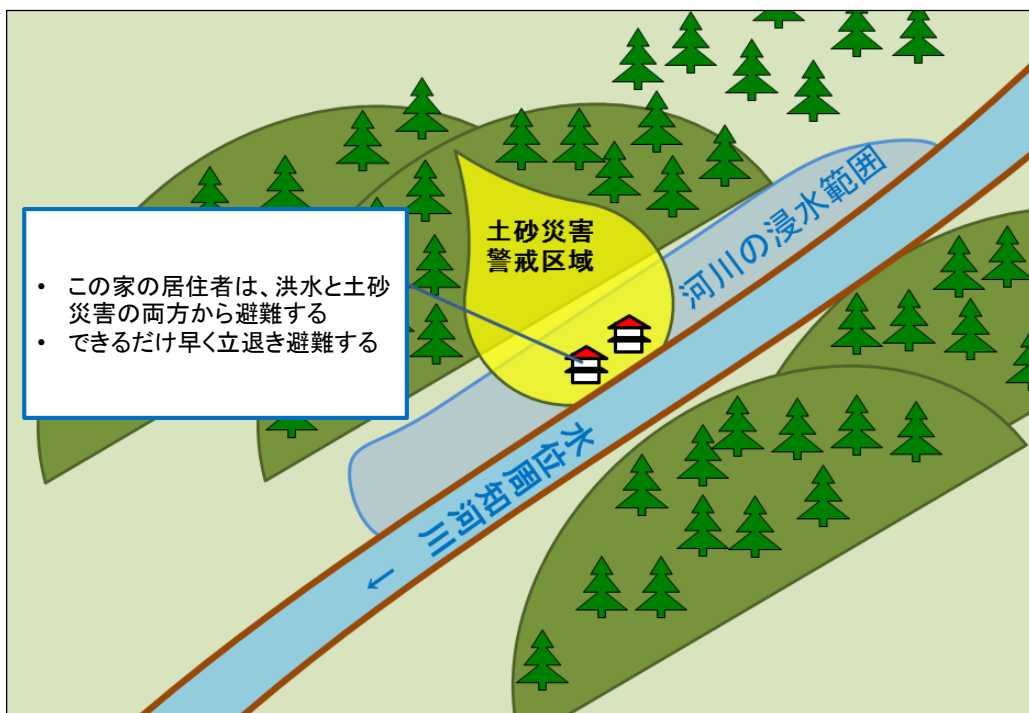 ・ この家の居住者は、洪水と土砂
災害の両方から避難する
・ できるだけ早く立退き避難する
土砂災害
警戒区域
河川の浸水範囲
水位周知河川 ←